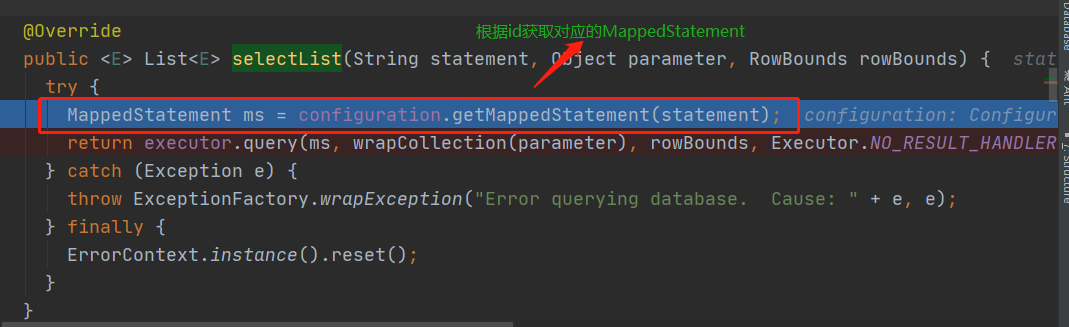 @Override
根据id获取对应的MappedStatement
public <E> List<E> selectList(String statement, Object parameter, RowBounds rowBounds) { stat
try {
MappedStatement ms = configuration.getMappedStatement(statement); configuration: Configur
return executor.query(ms, wrapCollection(parameter), rowBounds, Executor.NO_RESULT_HANDLER
} catch (Exception e) {
throw ExceptionFactory.wrapException("Error querying database.  Cause: " + e, e);
} finally {
ErrorContext.instance().reset();
}
}
Database
Ant
Structure